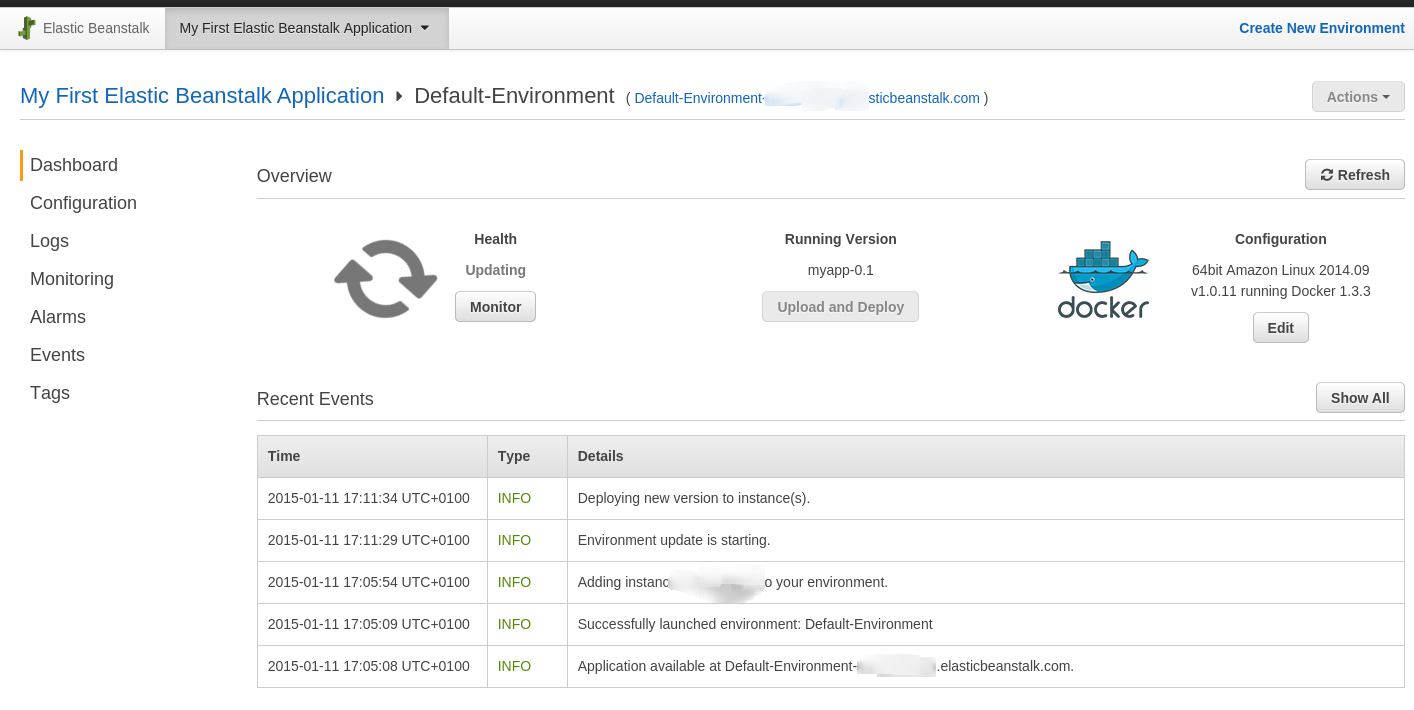 Elastic Beanstalk My First Elastic Beanstalk Application Create New Environment
My First Elastic Beanstalk Application Default-Environment ( Default-Environment- sticbeanstalk.com ) Actions
Dashboard
Configuration
Logs
Monitoring
Alarms
Events
Tags
Overview Refresh
Health
Updating
Monitor
Running Version
myapp-0.1
Upload and Deploy
docker
Configuration
64bit Amazon Linux 2014.09
v1.0.11 running Docker 1.3.3
Edit
Recent Events Show All
Time Type Details
2015-01-11 17:11:34 UTC+0100 INFO Deploying new version to instance(s).
2015-01-11 17:11:29 UTC+0100 INFO Environment update is starting.
2015-01-11 17:05:54 UTC+0100 INFO Adding instanc o your environment.
2015-01-11 17:05:09 UTC+0100 INFO Successfully launched environment: Default-Environment
2015-01-11 17:05:08 UTC+0100 INFO Application available at Default-Environment- .elasticbeanstalk.com.